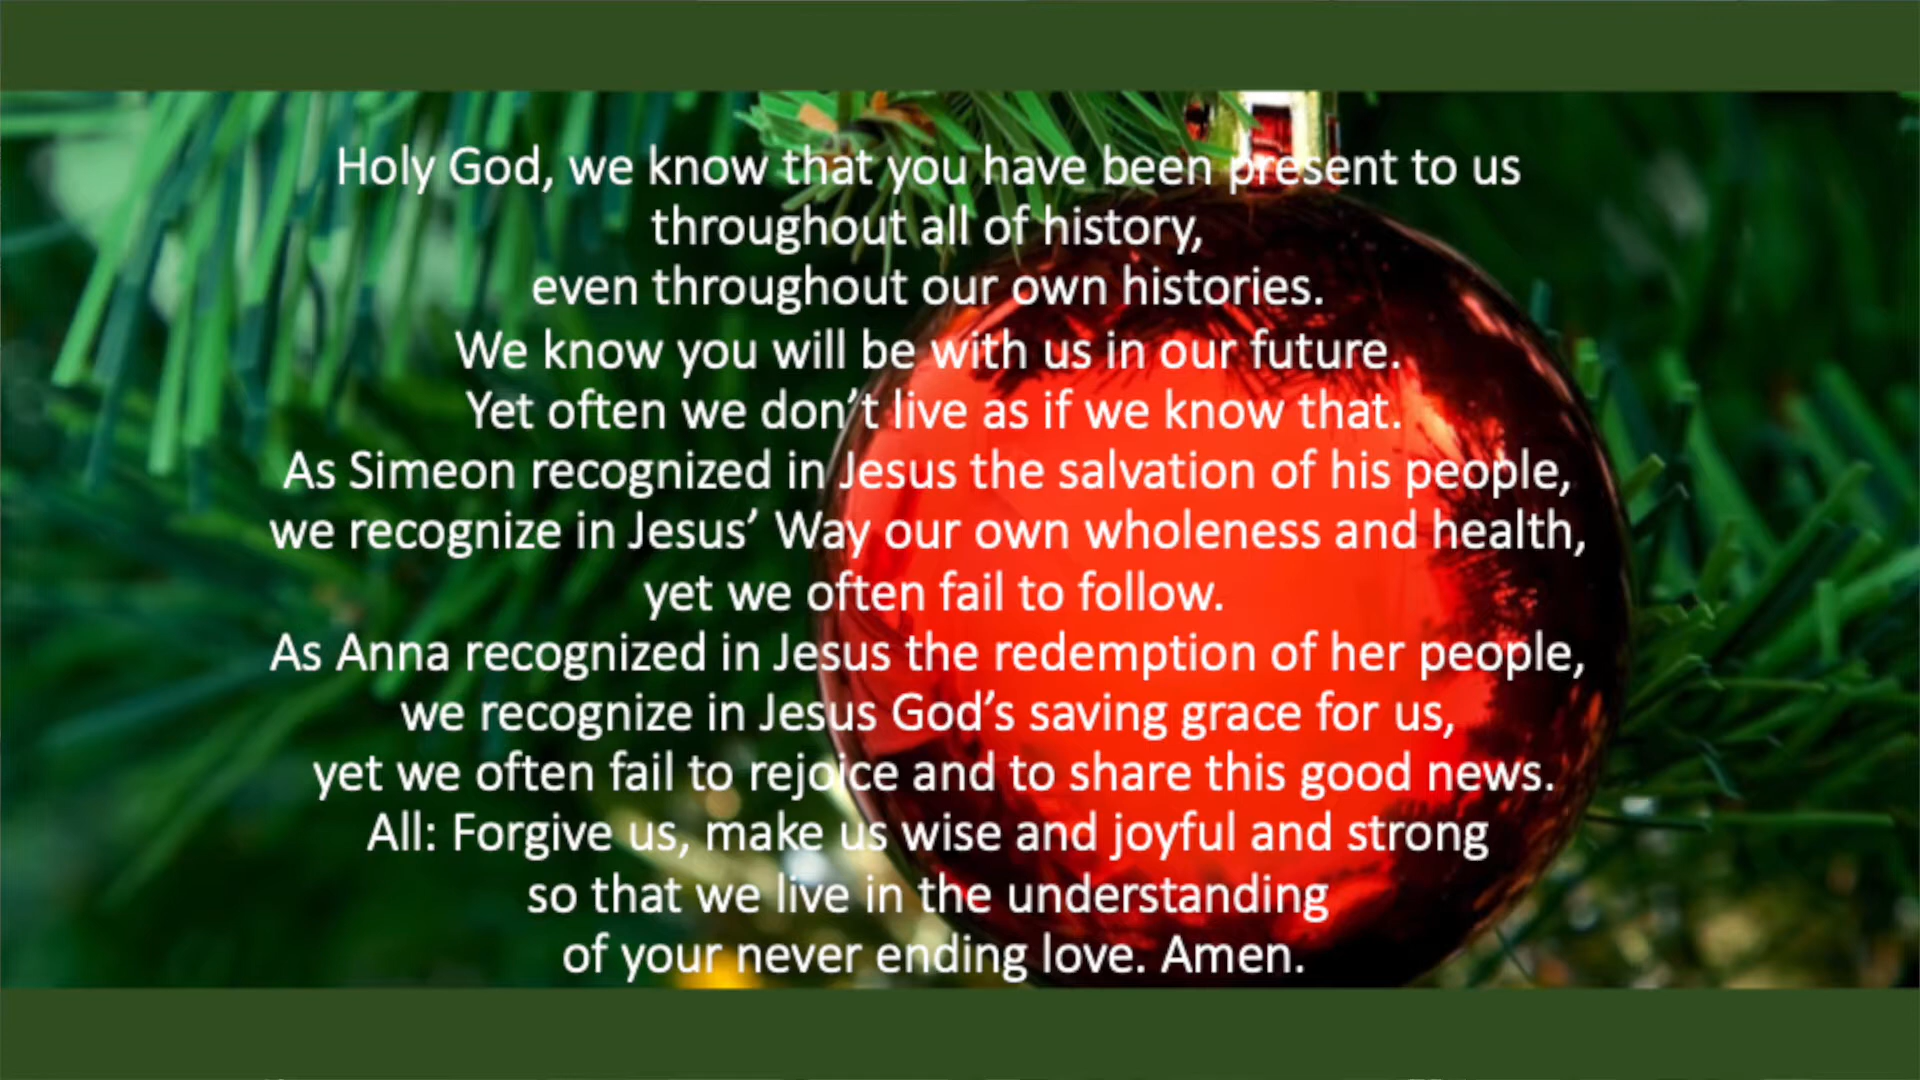 Holy God, we know that you have been present to us
throughout all of history,
even throughout our own histories.
We know you will be with us in our future.
Yet often we don’t live as if we know that.
As Simeon recognized in Jesus the salvation of his people,
we recognize in Jesus’ Way our own wholeness and health,
yet we often fail to follow.
As Anna recognized in Jesus the redemption of her people,
we recognize in Jesus God’s saving grace for us,
yet we often fail to rejoice and to share this good news.
All: Forgive us, make us wise and joyful and strong
so that we live in the understanding
of your never ending love. Amen.